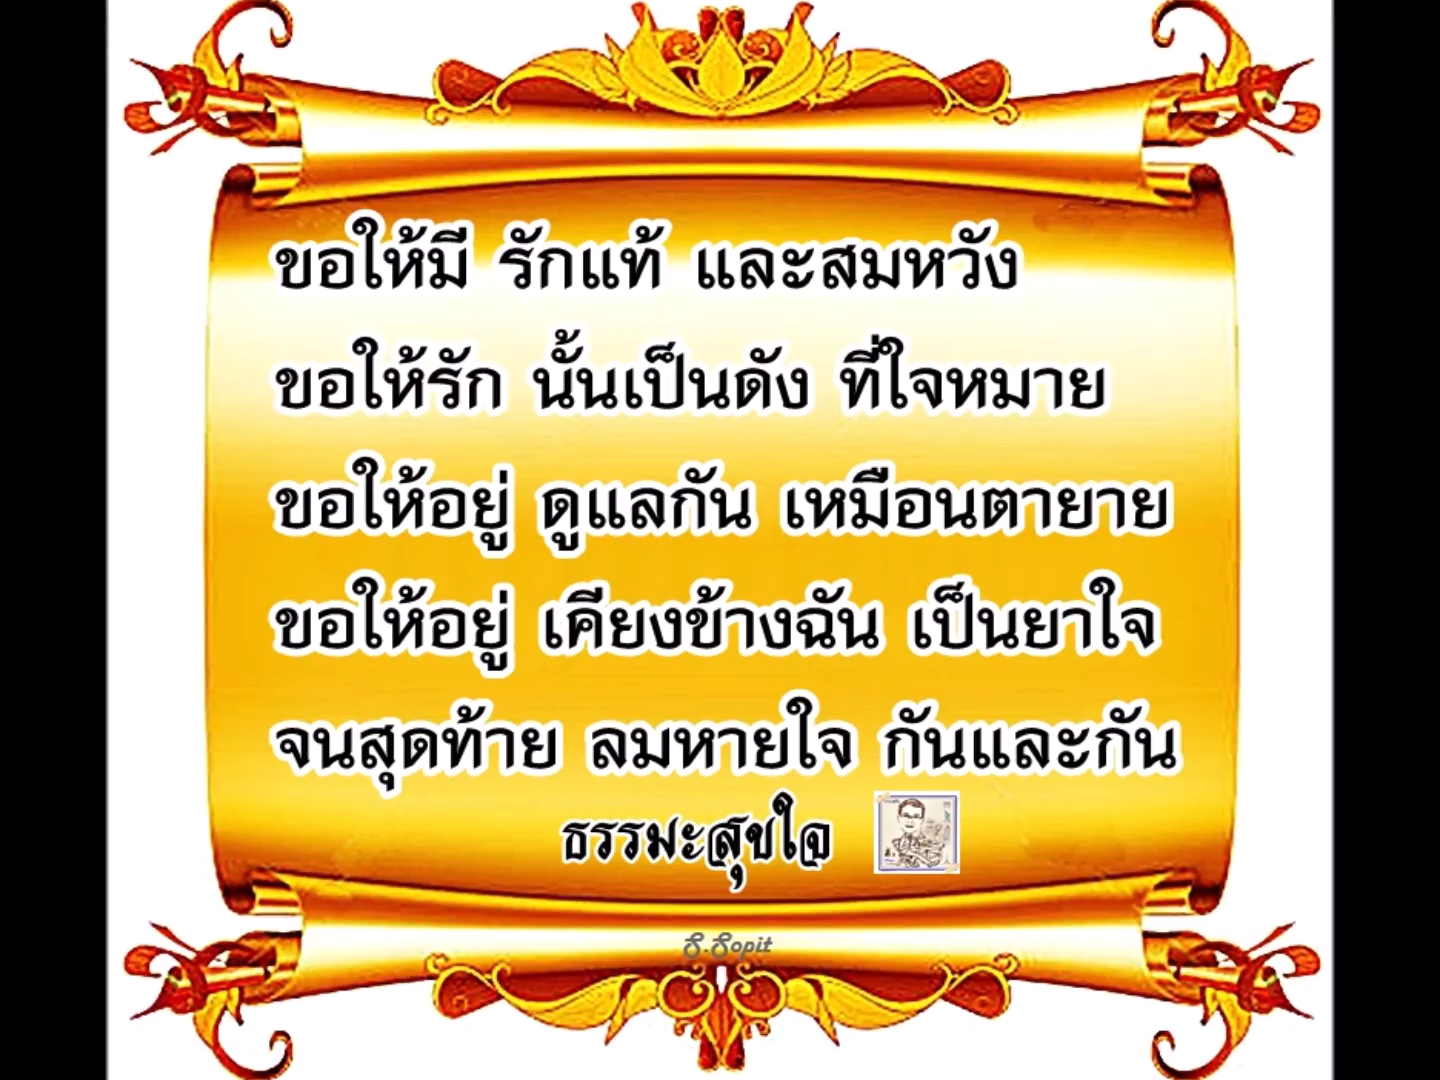 ขอให้มี รักแท้ และสมหวัง
ขอให้รัก นั้นเป็นดัง ที่ใจหมาย
ขอให้อยู่ ดูแลกัน เหมือนตายาย
ขอให้อยู่ เคียงข้างฉัน เป็นยาใจ
จนสุดท้าย ลมหายใจ กันและกัน
ธรรมะสุขใจ
S.Sopit